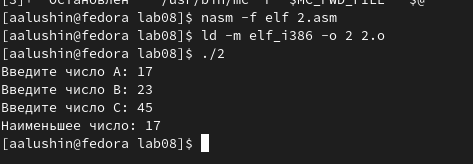 [aalushin@fedora lab08]$ nasm -f elf 2.asm
[aalushin@fedora lab08]$ ld -m elf_i386 -o 2 2.o
[aalushin@fedora lab08]$ ./2
Введите число A: 17
Введите число B: 23
Введите число C: 45
Наименьшее число: 17
[aalushin@fedora lab08]$